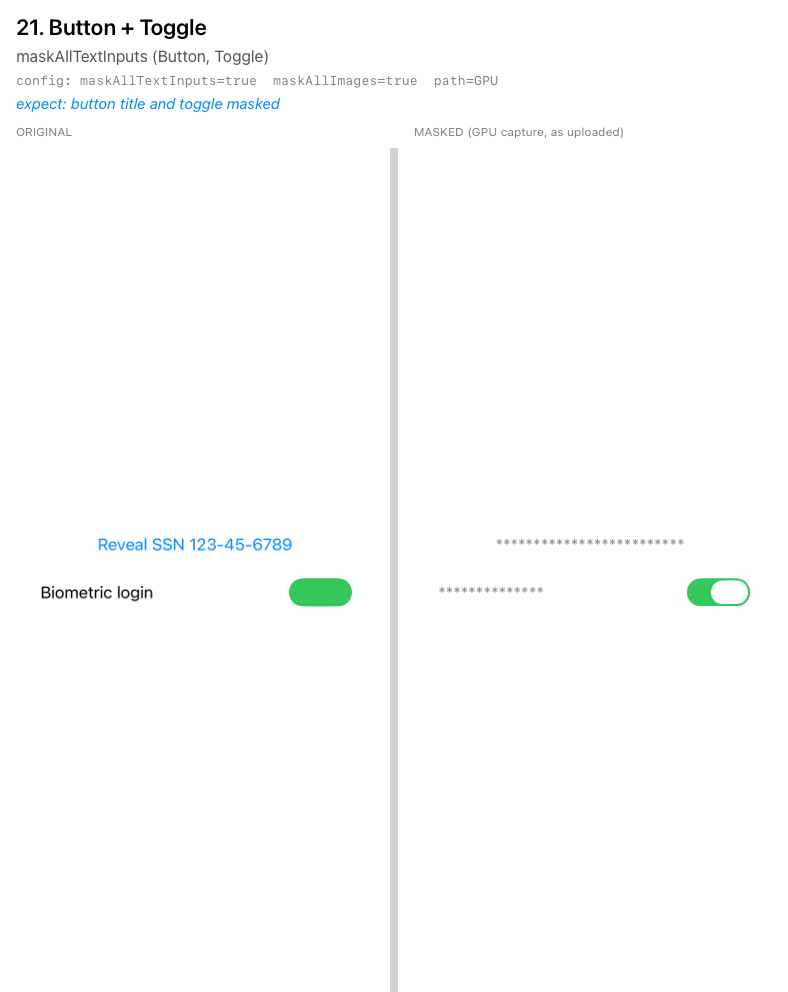 21. Button + Toggle
maskAllTextInputs (Button, Toggle)
config: maskAllTextInputs=true  maskAllImages=true  path=GPU
expect: button title and toggle masked
ORIGINAL
MASKED (GPU capture, as uploaded)
Reveal SSN 123-45-6789
*************************
Biometric login
**************